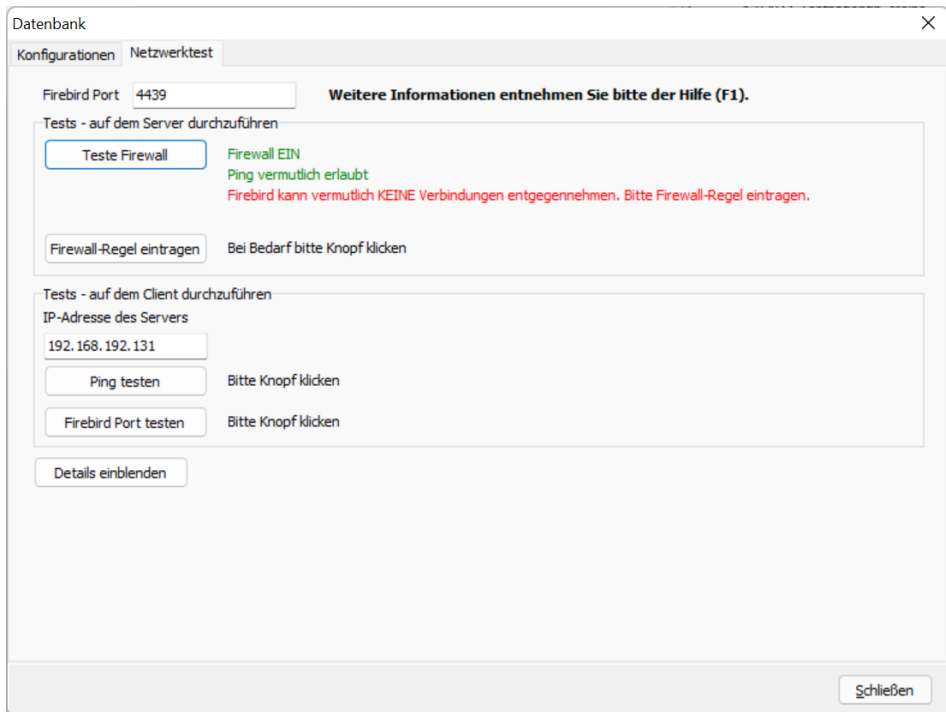 Datenbank
Konfigurationen
Netzwerktest
Firebird Port
4439
Weitere Informationen entnehmen Sie bitte der Hilfe (F1).
Tests - auf dem Server durchzuführen
Teste Firewall
Firewall EIN
Ping vermutlich erlaubt
Firebird kann vermutlich KEINE Verbindungen entgegennehmen. Bitte Firewall-Regel eintragen.
Firewall-Regel eintragen
Bei Bedarf bitte Knopf klicken
Tests - auf dem Client durchzuführen
IP-Adresse des Servers
192.168.192.131
Ping testen
Bitte Knopf klicken
Firebird Port testen
Bitte Knopf klicken
Details einblenden
Schließen